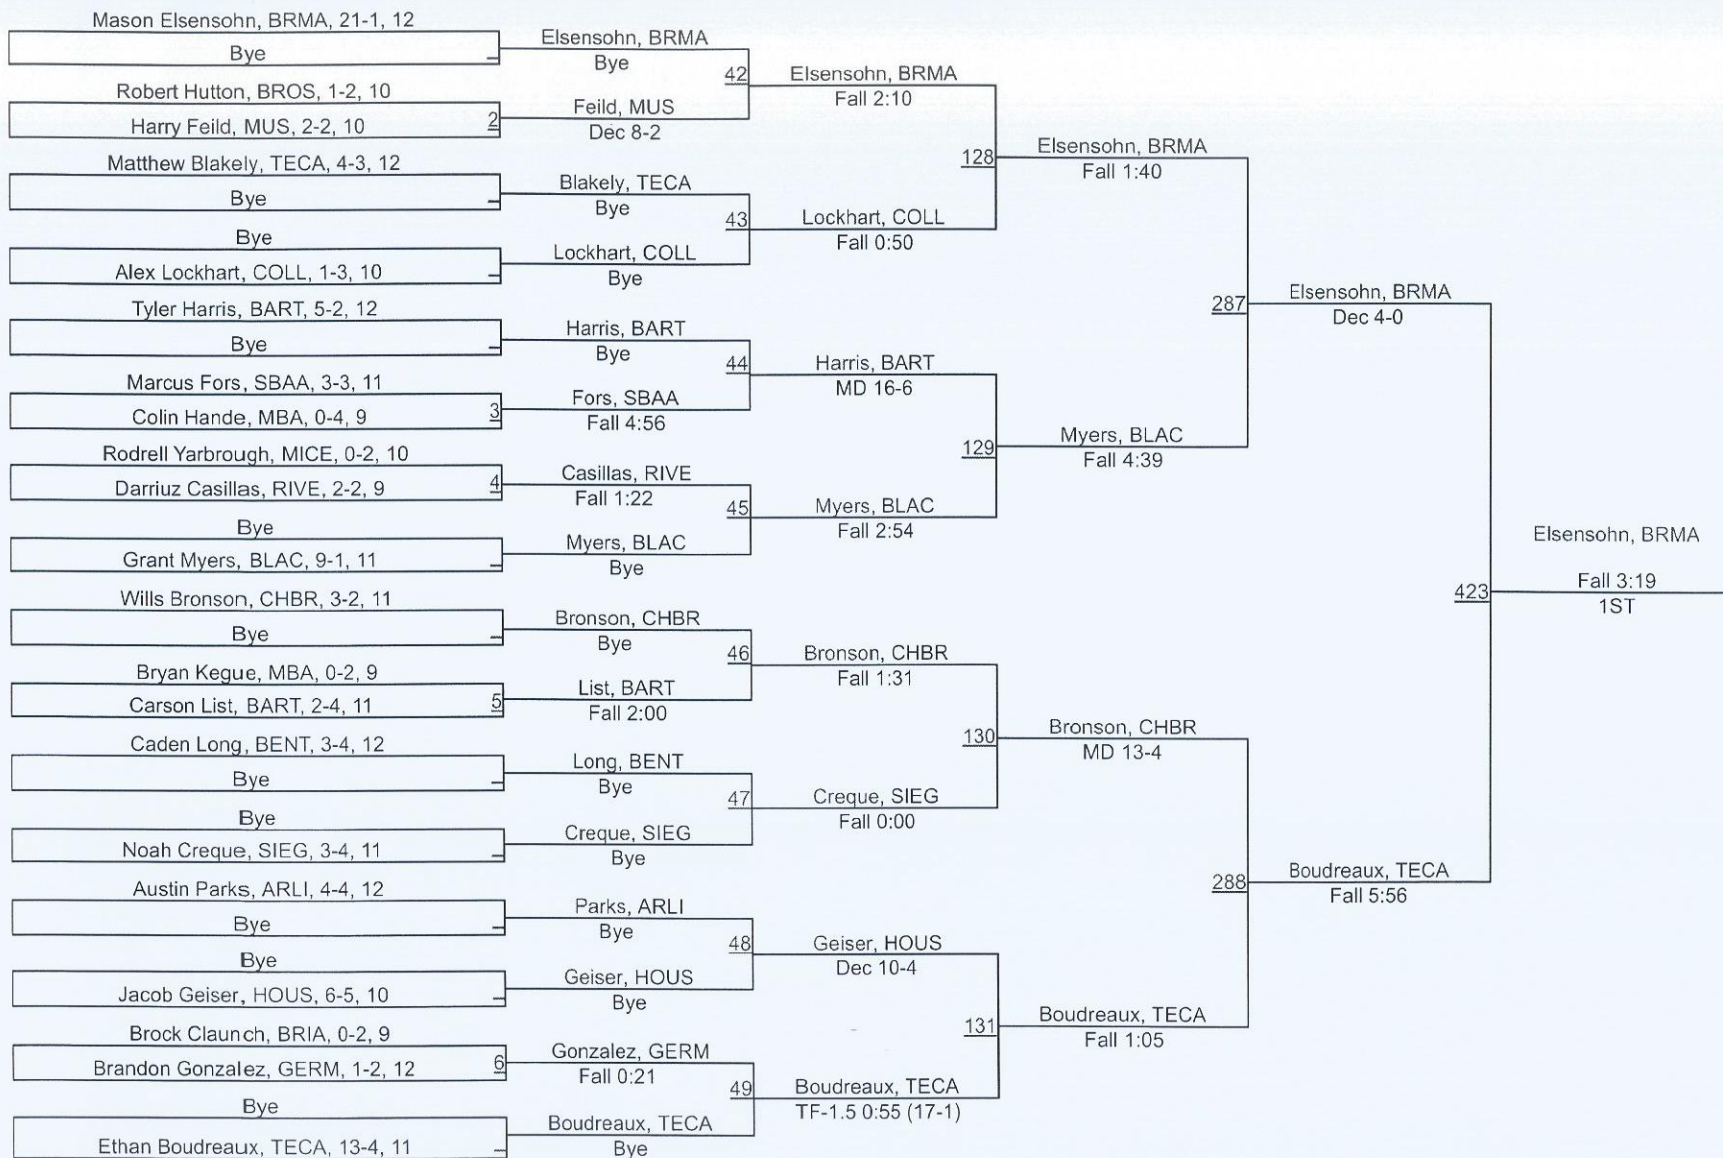 Mason Elsensohn, BRMA, 21-1, 12
Bye
Robert Hutton, BROS, 1-2, 10
Harry Feild, MUS, 2-2, 10
2
Matthew Blakely, TECA, 4-3, 12
Bye
Bye
Alex Lockhart, COLL, 1-3, 10
Tyler Harris, BART, 5-2, 12
Bye
Marcus Fors, SBAA, 3-3, 11
Colin Hande, MBA, 0-4, 9
3
Rodrell Yarbrough, MICE, 0-2, 10
Darriuz Casillas, RIVE, 2-2, 9
4
Bye
Grant Myers, BLAC, 9-1, 11
Wills Bronson, CHBR, 3-2, 11
Bye
Bryan Kegue, MBA, 0-2, 9
Carson List, BART, 2-4, 11
5
Caden Long, BENT, 3-4, 12
Bye
Bye
Noah Creque, SIEG, 3-4, 11
Austin Parks, ARLI, 4-4, 12
Bye
Bye
Jacob Geiser, HOUS, 6-5, 10
Brock Claunch, BRIA, 0-2, 9
Brandon Gonzalez, GERM, 1-2, 12
6
Bye
Ethan Boudreaux, TECA, 13-4, 11
Elsensohn, BRMA
Bye
42
Feild, MUS
Dec 8-2
Blakely, TECA
Bye
43
Lockhart, COLL
Bye
Harris, BART
Bye
44
Fors, SBAA
Fall 4:56
Casillas, RIVE
Fall 1:22
45
Myers, BLAC
Bye
Bronson, CHBR
Bye
46
List, BART
Fall 2:00
Long, BENT
Bye
47
Creque, SIEG
Bye
Parks, ARLI
Bye
48
Geiser, HOUS
Bye
Gonzalez, GERM
Fall 0:21
49
Boudreaux, TECA
Bye
Elsensohn, BRMA
Fall 2:10
128
Lockhart, COLL
Fall 0:50
Harris, BART
MD 16-6
129
Myers, BLAC
Fall 2:54
Bronson, CHBR
Fall 1:31
130
Creque, SIEG
Fall 0:00
Geiser, HOUS
Dec 10-4
131
Boudreaux, TECA
TF-1.5 0:55 (17-1)
Elsensohn, BRMA
Fall 1:40
287
Myers, BLAC
Fall 4:39
Bronson, CHBR
MD 13-4
288
Boudreaux, TECA
Fall 1:05
Elsensohn, BRMA
Dec 4-0
423
Boudreaux, TECA
Fall 5:56
Elsensohn, BRMA
Fall 3:19
1ST